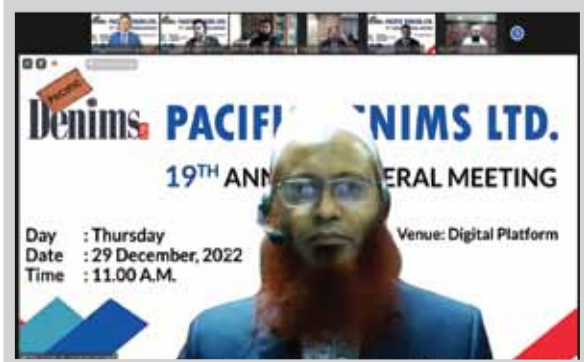 PACIFIC
Denims
PACIFI NIMS LTD.
19TH ANN ERAL MEETING
Day : Thursday
Date : 29 December, 2022
Time : 11.00 A.M.
Venue: Digital Platform